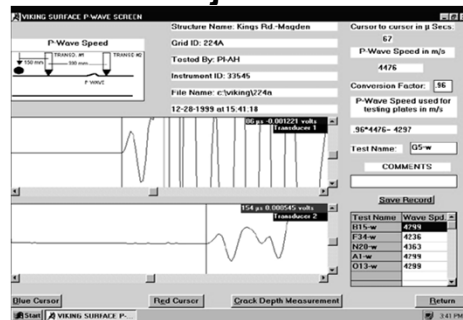 VIKING SURFACE P-WAVE SCREEN
P-Wave Speed
TRANSD. #1
TRANSD #2
150 mm
300 mm
P WAVE
Structure Name: Kings Rd.-Magden
Grid ID: 224A
Tested By: PI-AH
Instrument ID: 33545
File Name: c:\viking\224a
12-28-1999 at 15.41.18
Cursor to cursor in µ Secs:
67
P-Wave Speed in m/s
4476
Conversion Factor: .96
P-Wave Speed used for
testing plates in m/s
.96*4476= 4297
Test Name: G5-w
COMMENTS
Save Record
Test Name Wave Spd.
B15-w 4299
F34-w 4236
N20-w 4363
A1-w 4299
O13-w 4299
86 µs -0.001221 volts
Transducer 1
154 µs 0.000545 volts
Transducer 2
Blue Cursor
Red Cursor
Crack Depth Measurement
Return
Start
VIKING SURFACE P-...
3:41 PM